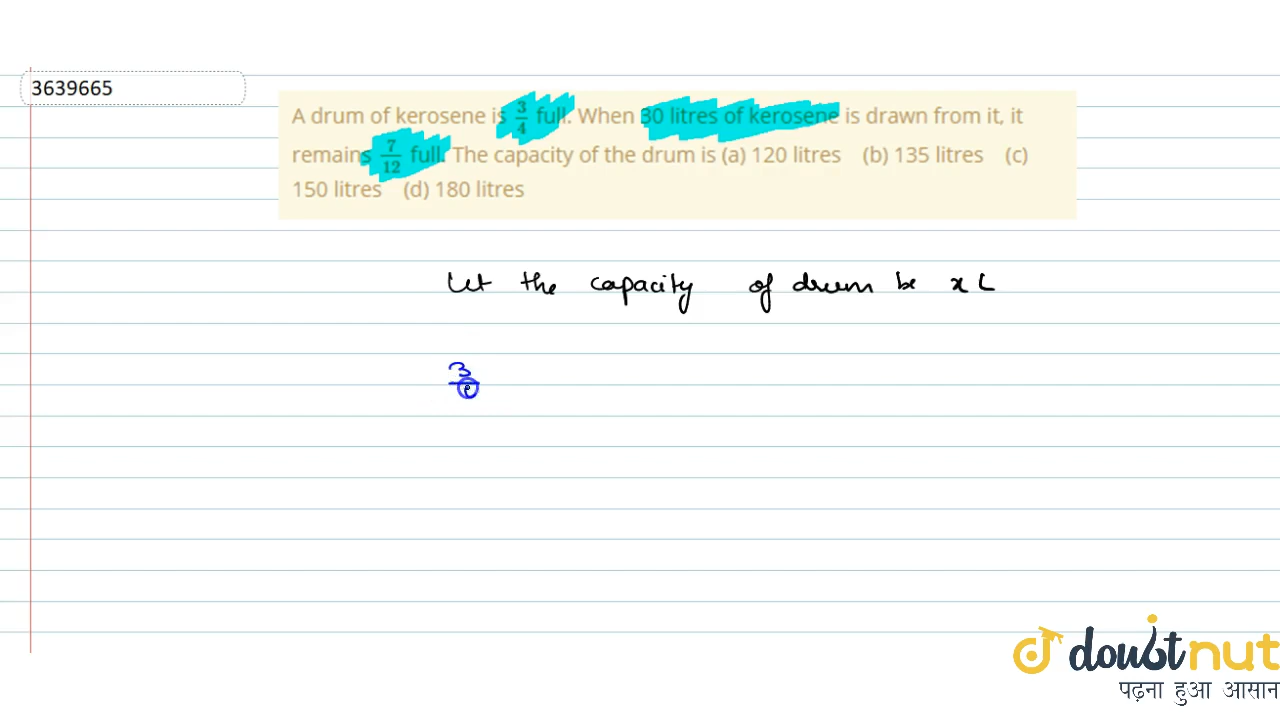 3639665
A drum of kerosene is 3/4 full. When 30 litres of kerosene is drawn from it, it
remains 7/12 full. The capacity of the drum is (a) 120 litres (b) 135 litres (c)
150 litres (d) 180 litres
Let the capacity of drum be x L
3
doubtnut
पढ़ना हुआ आसान